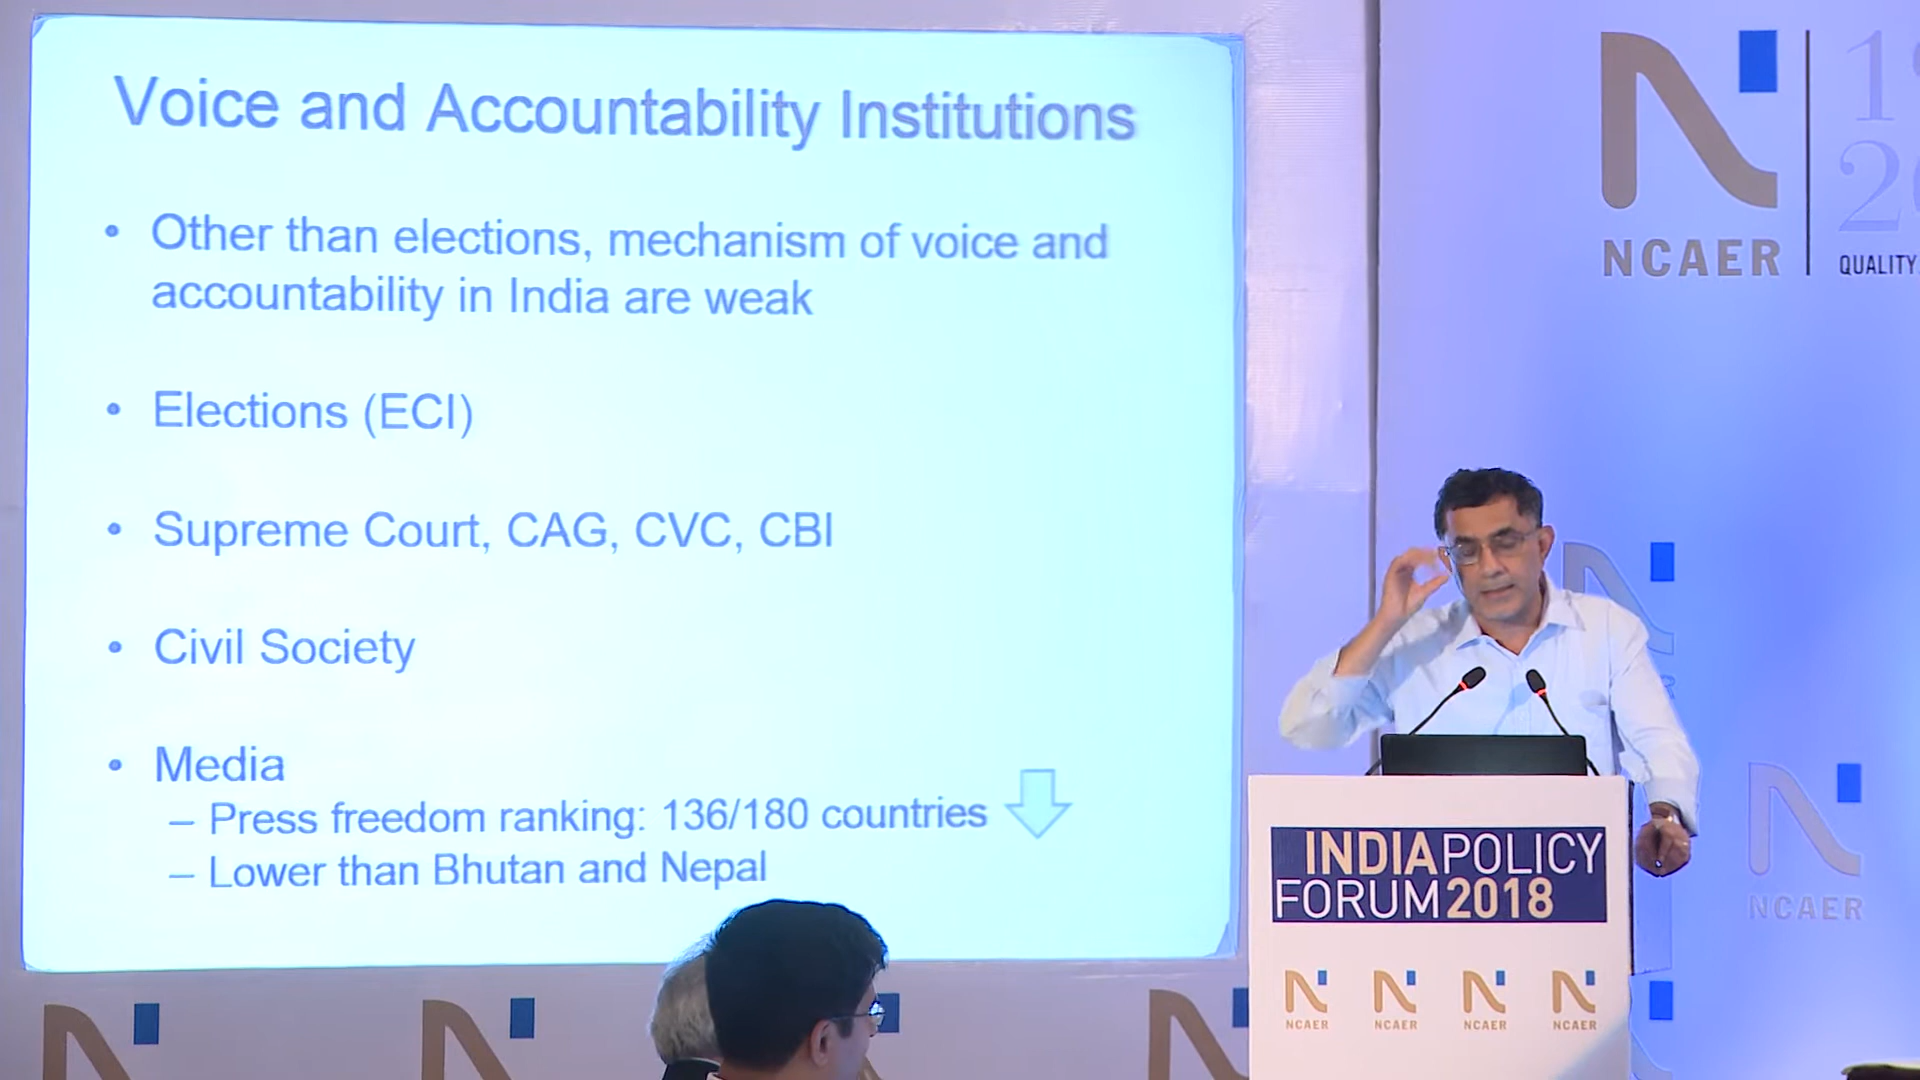 Voice and Accountability Institutions
• Other than elections, mechanism of voice and
accountability in India are weak
• Elections (ECI)
• Supreme Court, CAG, CVC, CBI
• Civil Society
• Media
– Press freedom ranking: 136/180 countries
– Lower than Bhutan and Nepal
NCAER
QUALITY
INDIA POLICY
FORUM 2018
NCAER NCAER NCAER NCAER
NCAER